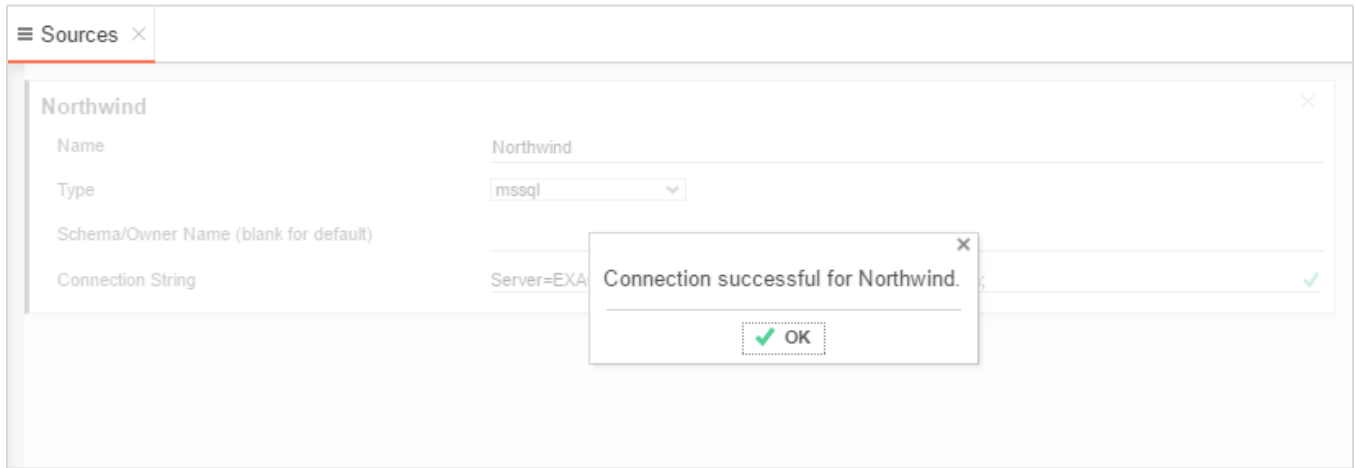 Sources
Northwind
Name Northwind
Type mssql
Schema/Owner Name (blank for default)
Connection String Server=EXA ;
Connection successful for Northwind.
OK